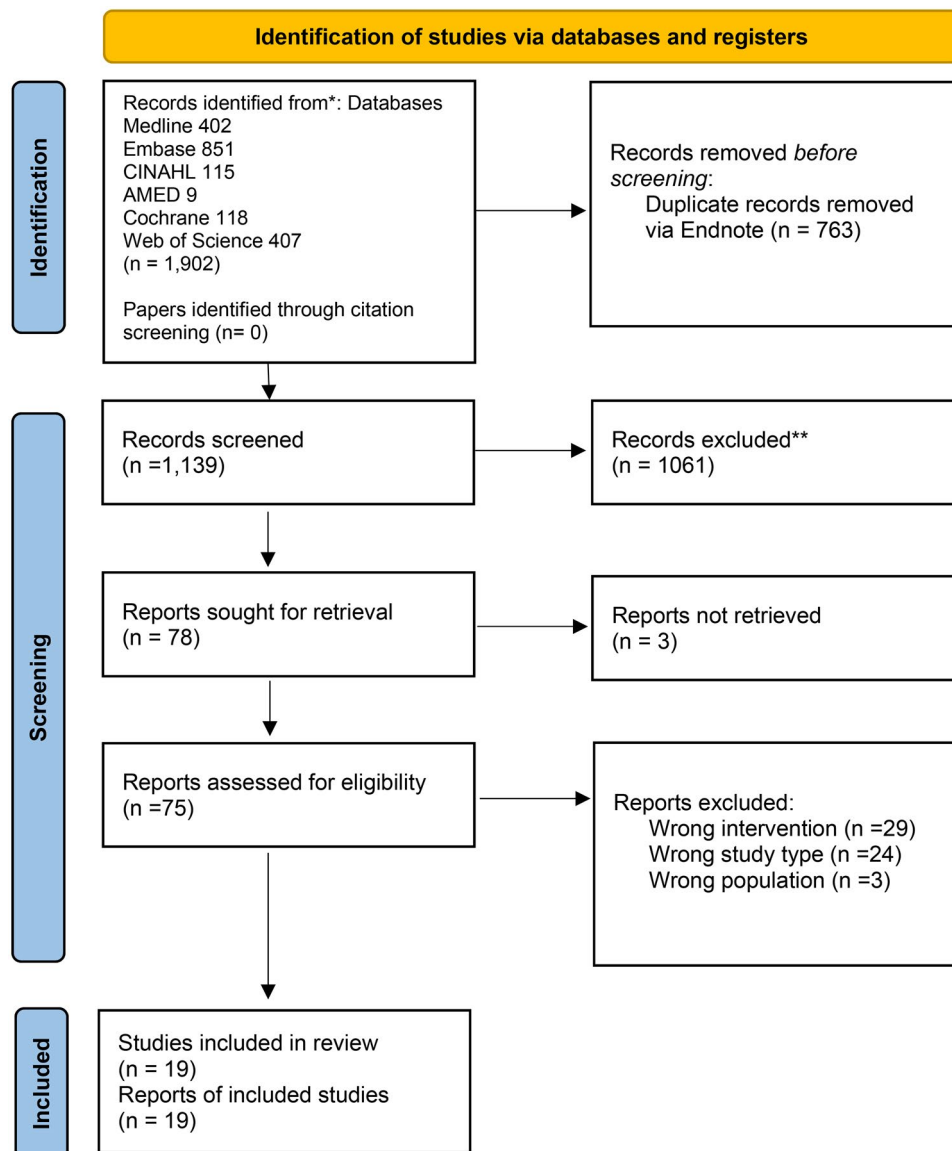 Identification of studies via databases and registers
Identification
Records identified from*: Databases
Medline 402
Embase 851
CINAHL 115
AMED 9
Cochrane 118
Web of Science 407
(n = 1,902)
Papers identified through citation
screening (n= 0)
Records removed before
screening:
Duplicate records removed
via Endnote (n = 763)
Screening
Records screened
(n =1,139)
Records excluded**
(n = 1061)
Reports sought for retrieval
(n = 78)
Reports not retrieved
(n = 3)
Reports assessed for eligibility
(n =75)
Reports excluded:
Wrong intervention (n =29)
Wrong study type (n =24)
Wrong population (n =3)
Included
Studies included in review
(n = 19)
Reports of included studies
(n = 19)